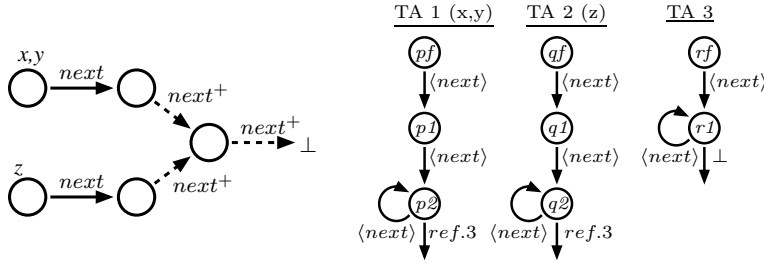 x,y
next
next+
next+
⊥
z
next
next+
TA 1 (x,y)
pf
⟨next⟩
p1
⟨next⟩
p2
⟨next⟩ ref.3
TA 2 (z)
qf
⟨next⟩
q1
⟨next⟩
q2
⟨next⟩ ref.3
TA 3
rf
⟨next⟩
r1
⟨next⟩ ⊥